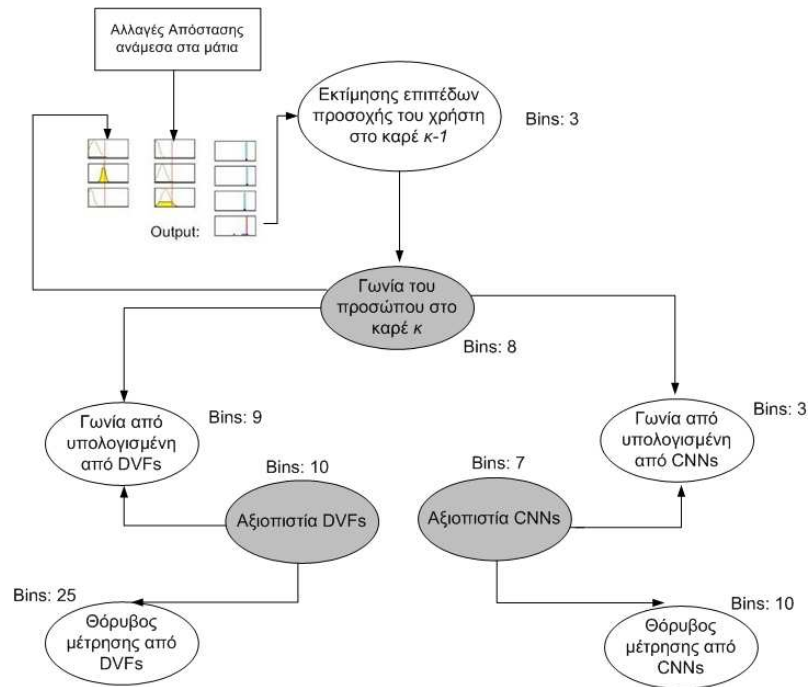 Αλλαγές Απόστασης
ανάμεσα στα μάτια
Εκτίμησης επιπέδων
προσοχής του χρήστη
στο καρέ κ-1
Bins: 3
Output:
Γωνία του
προσώπου στο
καρέ κ
Bins: 8
Γωνία από
υπολογισμένη
από DVFs
Bins: 9
Bins: 3
Γωνία από
υπολογισμένη
από CNNs
Bins: 10
Αξιοπιστία DVFs
Bins: 7
Αξιοπιστία CNNs
Bins: 25
Θόρυβος
μέτρησης από
DVFs
Bins: 10
Θόρυβος
μέτρησης από
CNNs